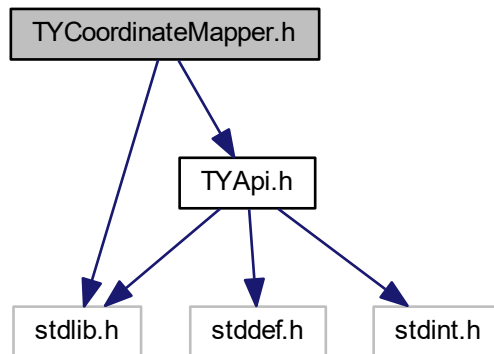 TYCoordinateMapper.h
TYApi.h
stdlib.h
stddef.h
stdint.h